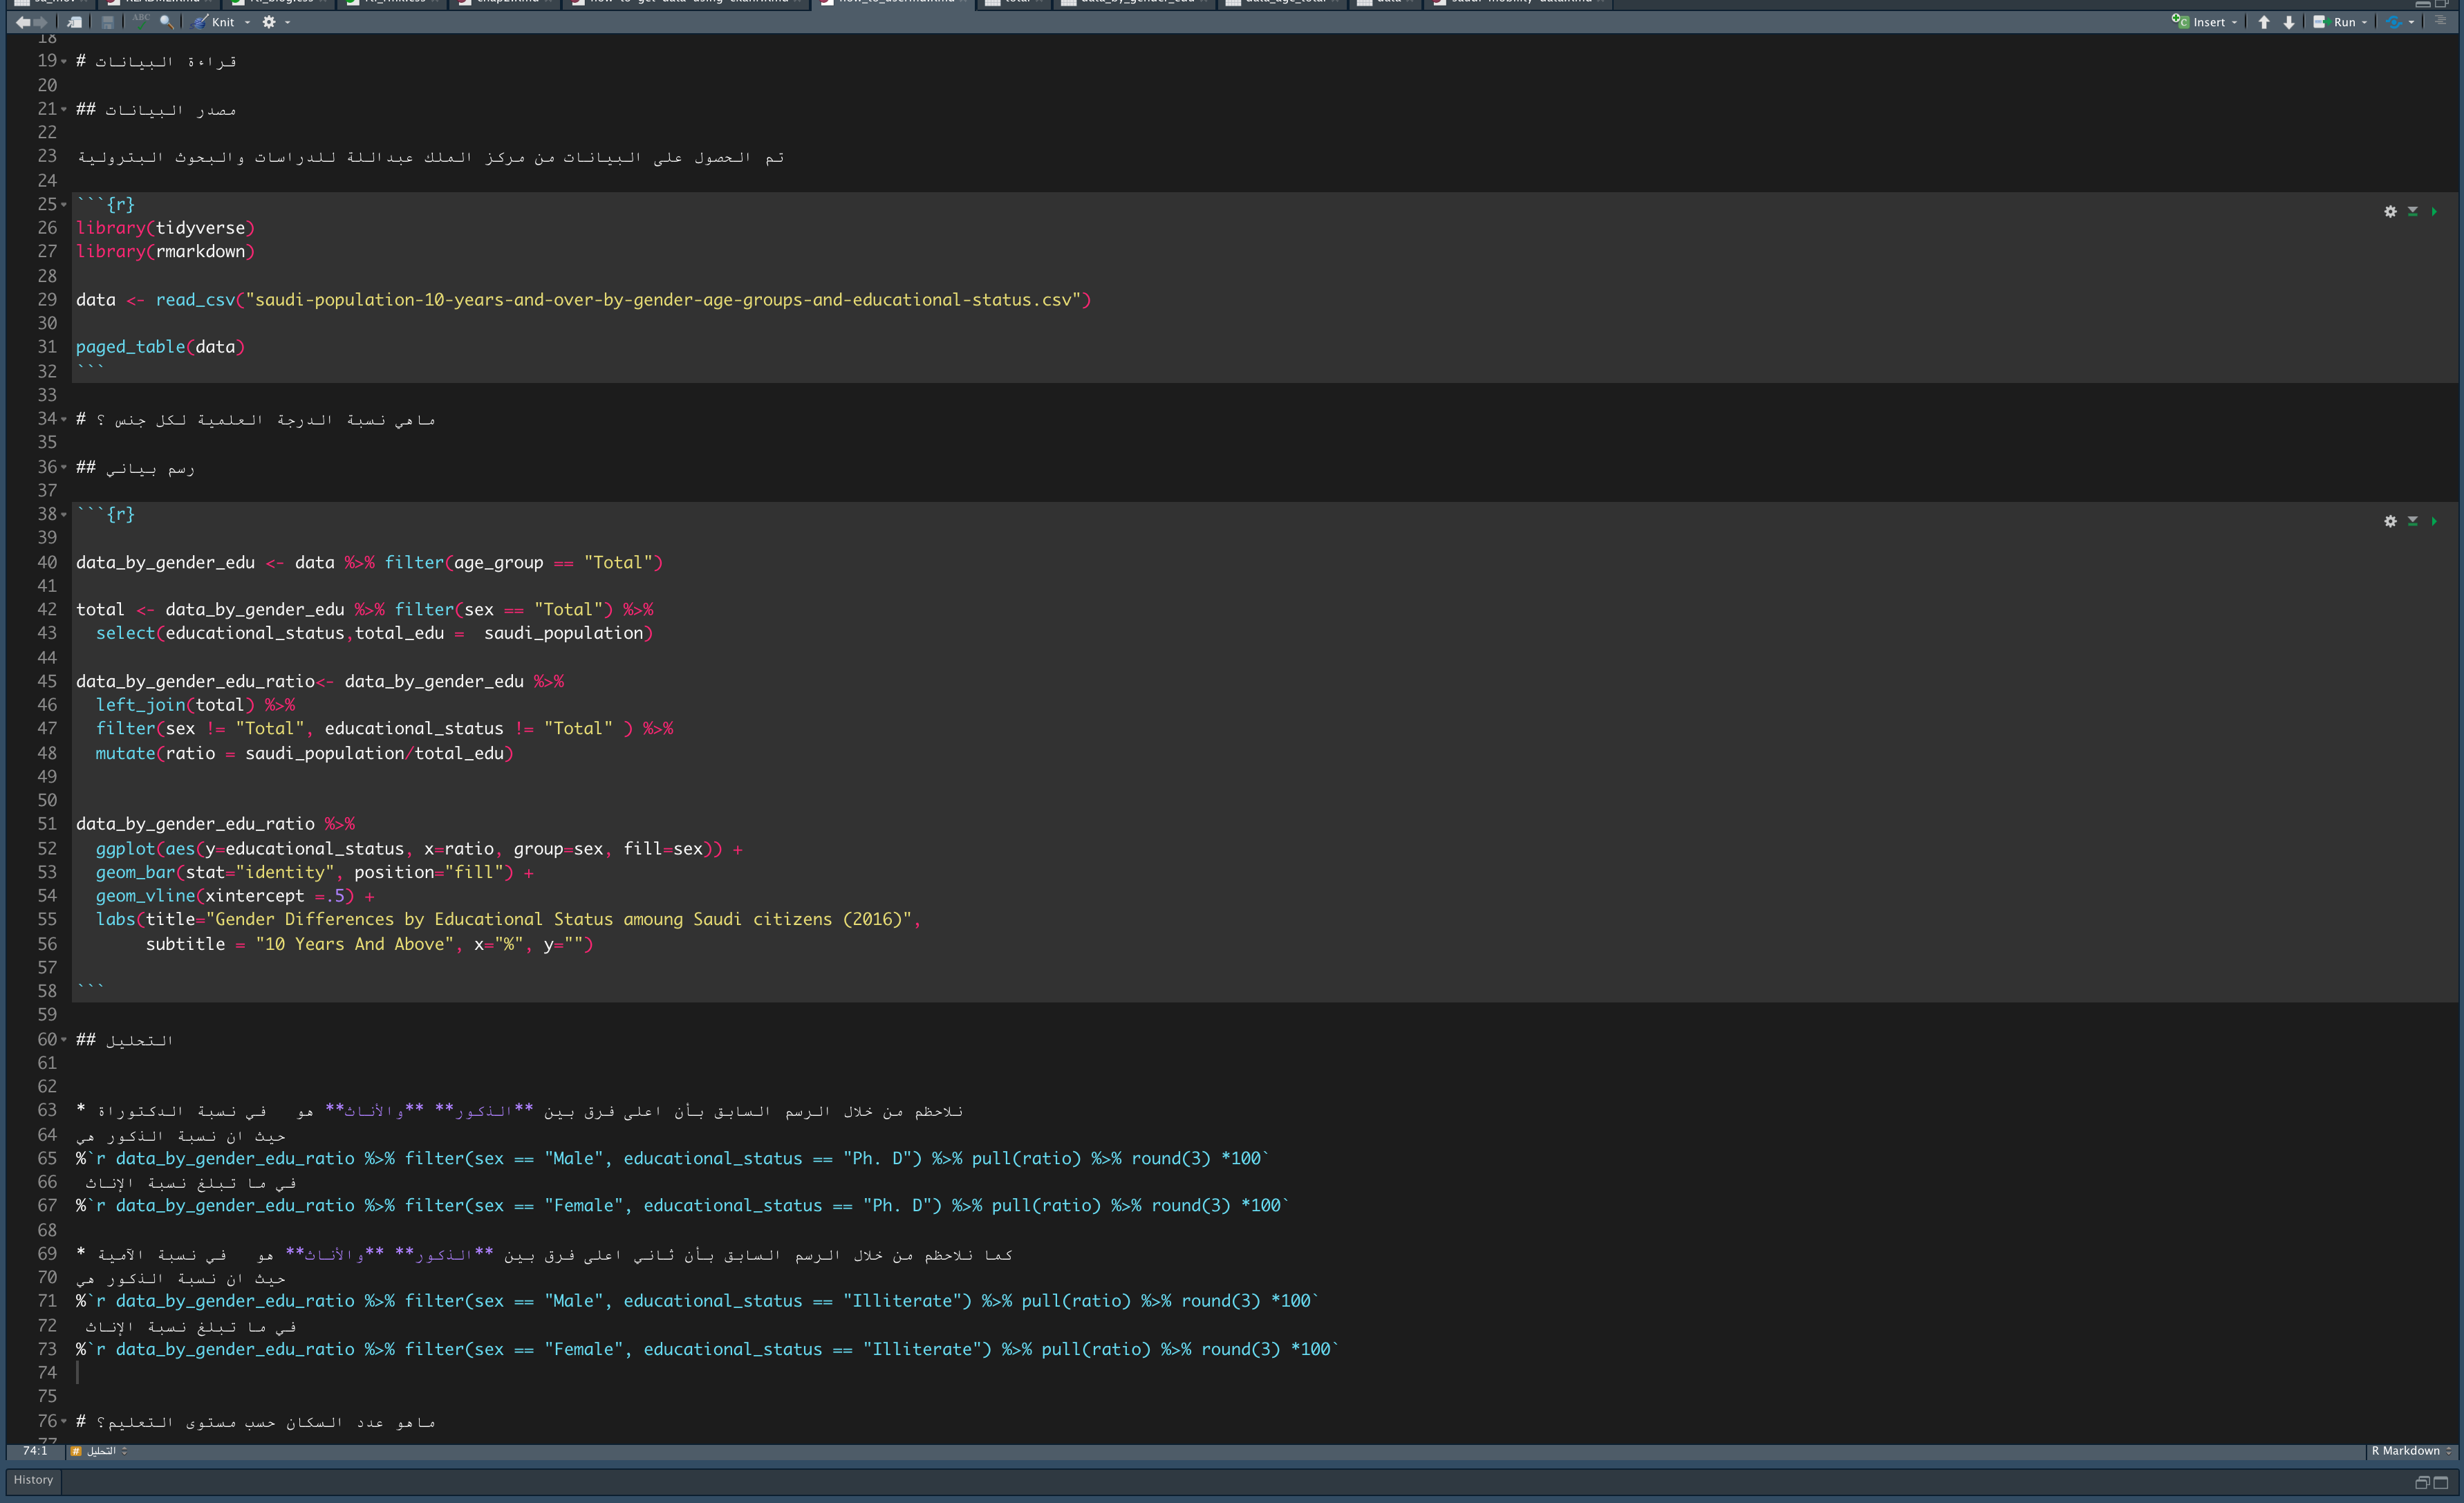 Knit
Insert
Run
18
19 # قراءة البيانات
20
21 ## مصدر البيانات
22
23 تم الحصول على البيانات من مركز الملك عبداللة للدراسات والبحوث البترولية
24
25 ```{r}
26 library(tidyverse)
27 library(rmarkdown)
28
29 data <- read_csv("saudi-population-10-years-and-over-by-gender-age-groups-and-educational-status.csv")
30
31 paged_table(data)
32 ```
33
34 # ماهي نسبة الدرجة العلمية لكل جنس ؟
35
36 ## رسم بياني
37
38 ```{r}
39
40 data_by_gender_edu <- data %>% filter(age_group == "Total")
41
42 total <- data_by_gender_edu %>% filter(sex == "Total") %>%
43   select(educational_status,total_edu =  saudi_population)
44
45 data_by_gender_edu_ratio<- data_by_gender_edu %>%
46   left_join(total) %>%
47   filter(sex != "Total", educational_status != "Total" ) %>%
48   mutate(ratio = saudi_population/total_edu)
49
50
51 data_by_gender_edu_ratio %>%
52   ggplot(aes(y=educational_status, x=ratio, group=sex, fill=sex)) +
53   geom_bar(stat="identity", position="fill") +
54   geom_vline(xintercept =.5) +
55   labs(title="Gender Differences by Educational Status amoung Saudi citizens (2016)",
56        subtitle = "10 Years And Above", x="%", y="")
57
58 ```
59
60 ## التحليل
61
62
63 * نلاحظم من خلال الرسم السابق بأن اعلى فرق بين **الذكور** **والأناث** هو  في نسبة الدكتوراة
64 حيث ان نسبة الذكور هي
65 %`r data_by_gender_edu_ratio %>% filter(sex == "Male", educational_status == "Ph. D") %>% pull(ratio) %>% round(3) *100`
66 في ما تبلغ نسبة الإناث
67 %`r data_by_gender_edu_ratio %>% filter(sex == "Female", educational_status == "Ph. D") %>% pull(ratio) %>% round(3) *100`
68
69 * كما نلاحظم من خلال الرسم السابق بأن ثاني اعلى فرق بين **الذكور** **والأناث** هو  في نسبة الآمية
70 حيث ان نسبة الذكور هي
71 %`r data_by_gender_edu_ratio %>% filter(sex == "Male", educational_status == "Illiterate") %>% pull(ratio) %>% round(3) *100`
72 في ما تبلغ نسبة الإناث
73 %`r data_by_gender_edu_ratio %>% filter(sex == "Female", educational_status == "Illiterate") %>% pull(ratio) %>% round(3) *100`
74
75
76 # ماهو عدد السكان حسب مستوى التعليم؟
77
74:1 # التحليل
R Markdown
History